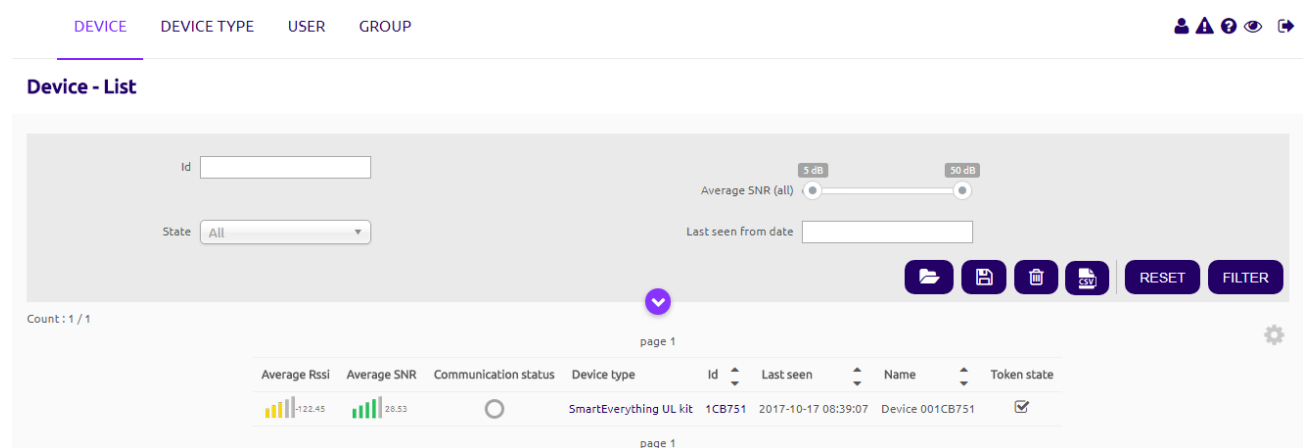 DEVICE DEVICE TYPE USER GROUP
Device - List
Id
5 dB 50 dB
Average SNR (all)
State All
Last seen from date
CSV RESET FILTER
Count : 1 / 1
page 1
Average Rssi Average SNR Communication status Device type Id Last seen Name Token state
-122.45 28.53 SmartEverything UL kit 1CB751 2017-10-17 08:39:07 Device 001CB751
page 1